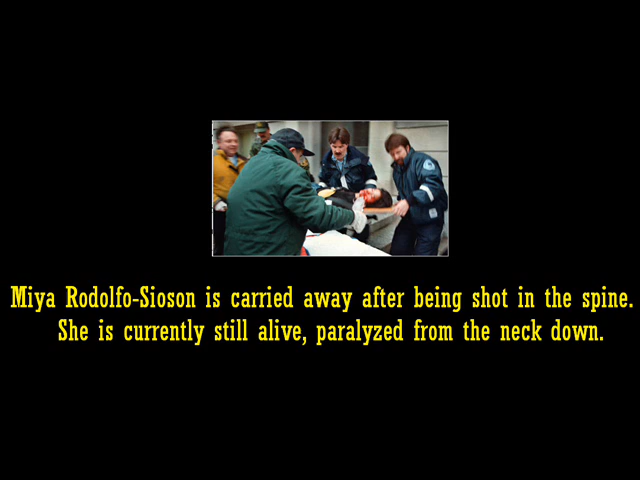 Miya Rodolfo-Sioson is carried away after being shot in the spine.
She is currently still alive, paralyzed from the neck down.